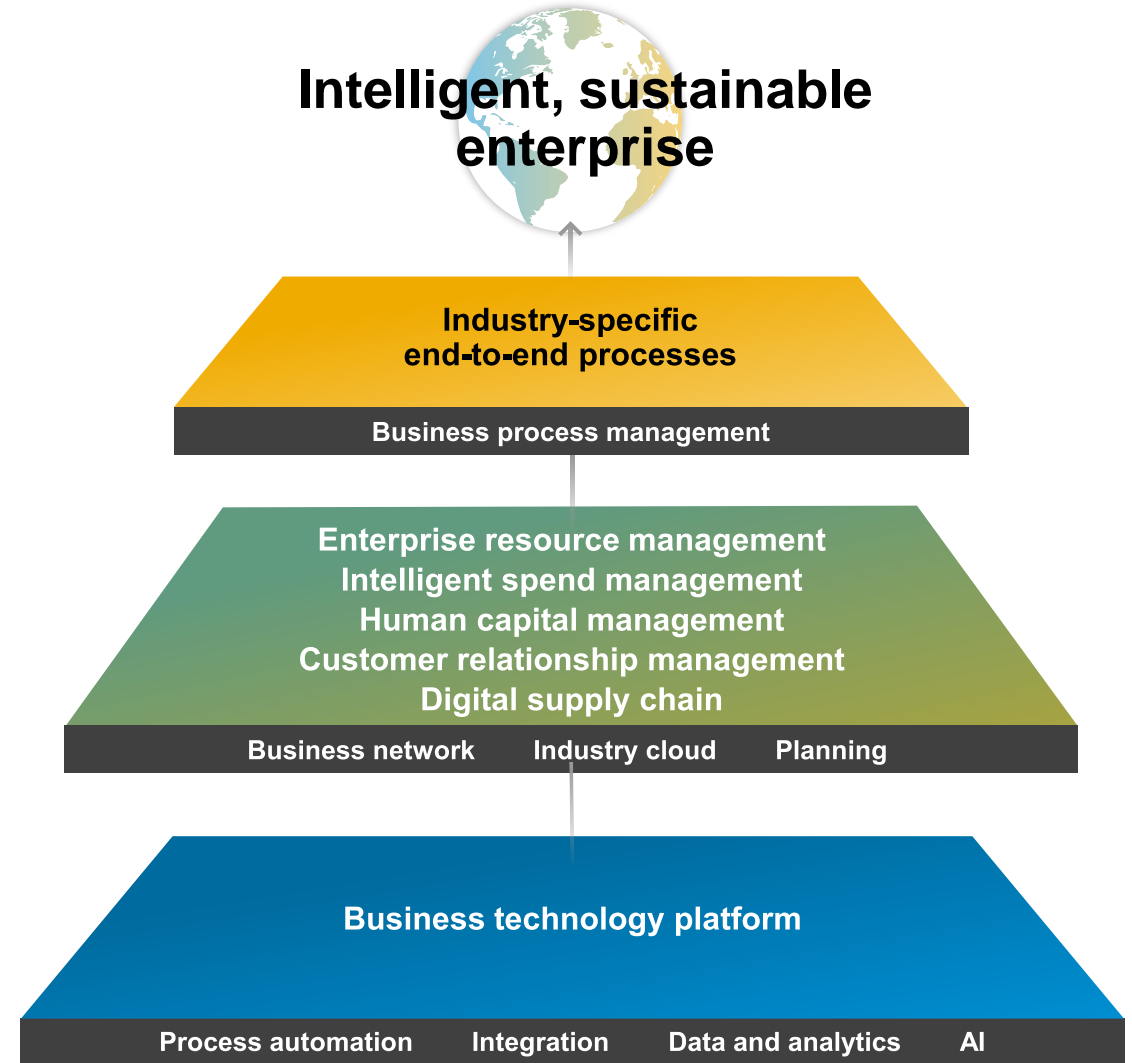 Intelligent, sustainable
enterprise
Industry-specific
end-to-end processes
Business process management
Enterprise resource management
Intelligent spend management
Human capital management
Customer relationship management
Digital supply chain
Business network Industry cloud Planning
Business technology platform
Process automation Integration Data and analytics AI